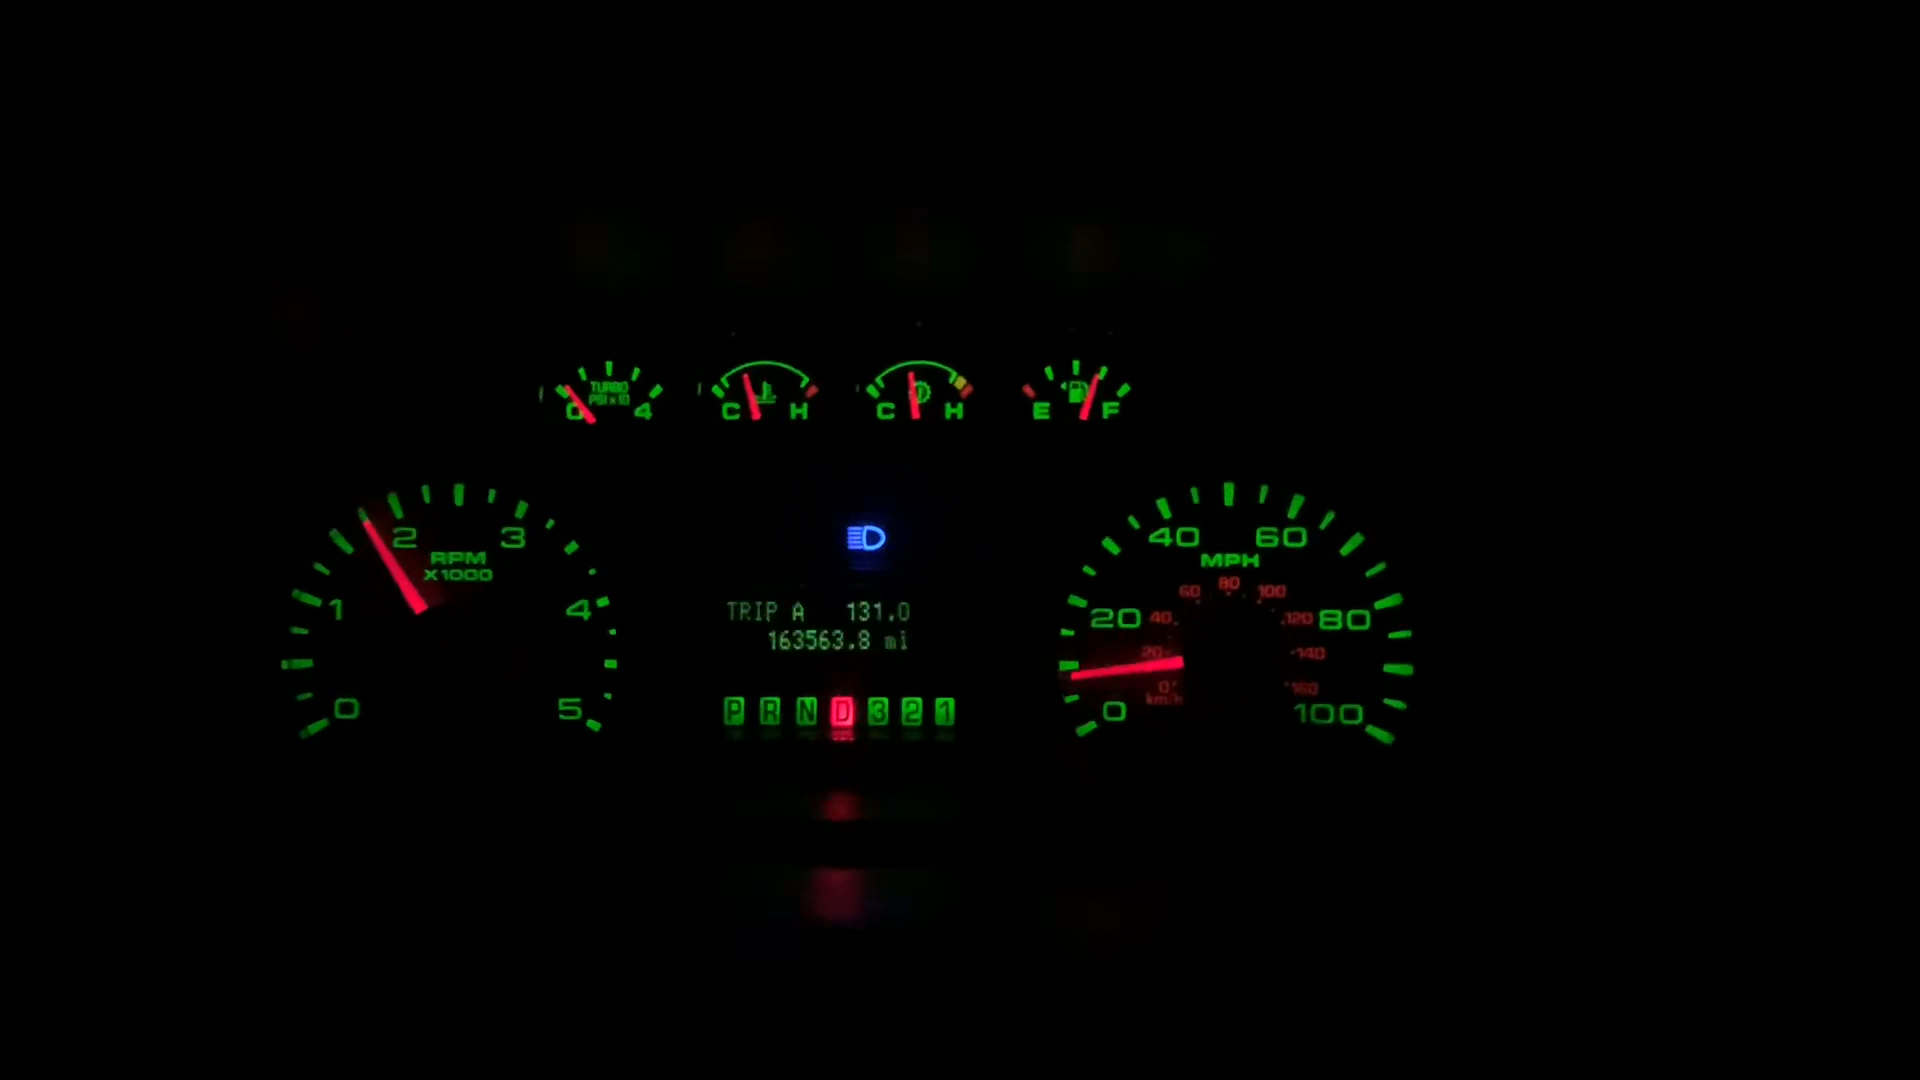 TURBO
PSI x 10
0 4
C H
C H
E F
0 1 2 3 4 5
RPM
X1000
TRIP A 131.0
163563.8 mi
P R N D 3 2 1
0 20 40 60 80 100
MPH
0 20 40 60 80 100 120 140 160
km/h